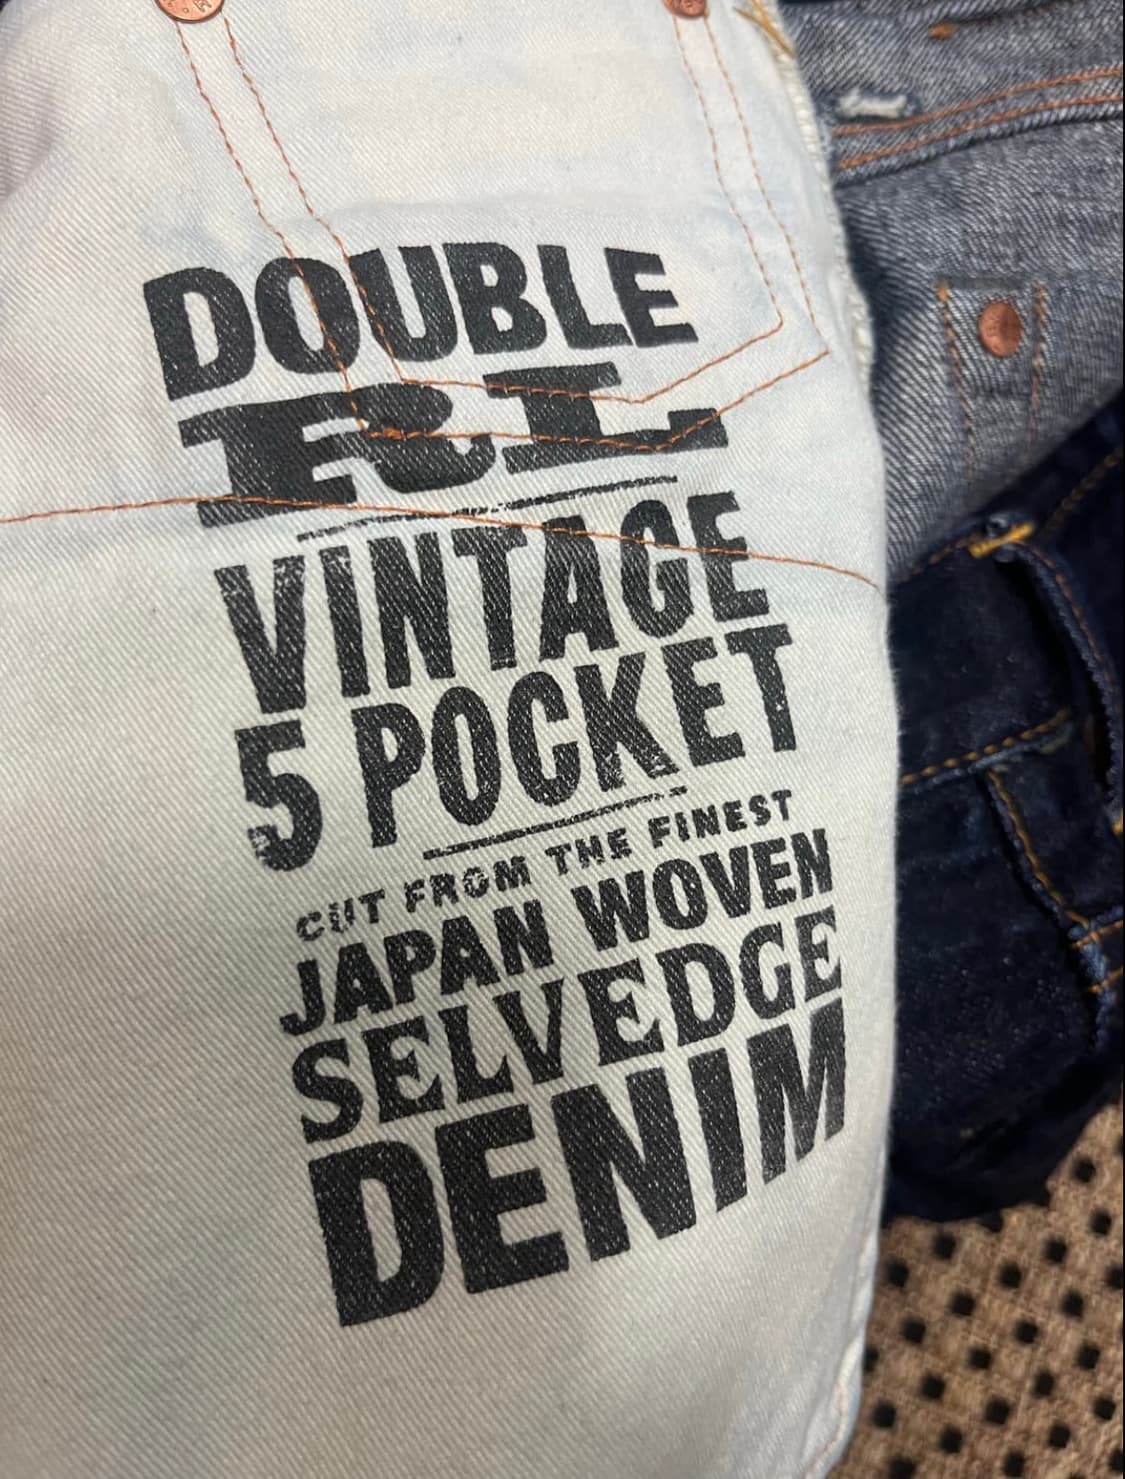 DOUBLE
RL
VINTAGE
5 POCKET
CUT FROM THE FINEST
JAPAN WOVEN
SELVEDGE
DENIM